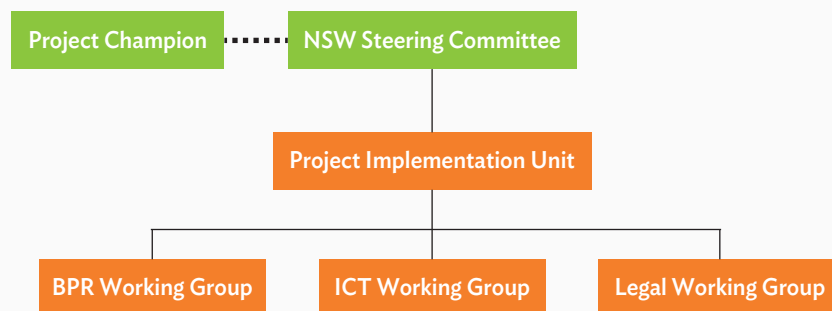 Project Champion
NSW Steering Committee
Project Implementation Unit
BPR Working Group
ICT Working Group
Legal Working Group